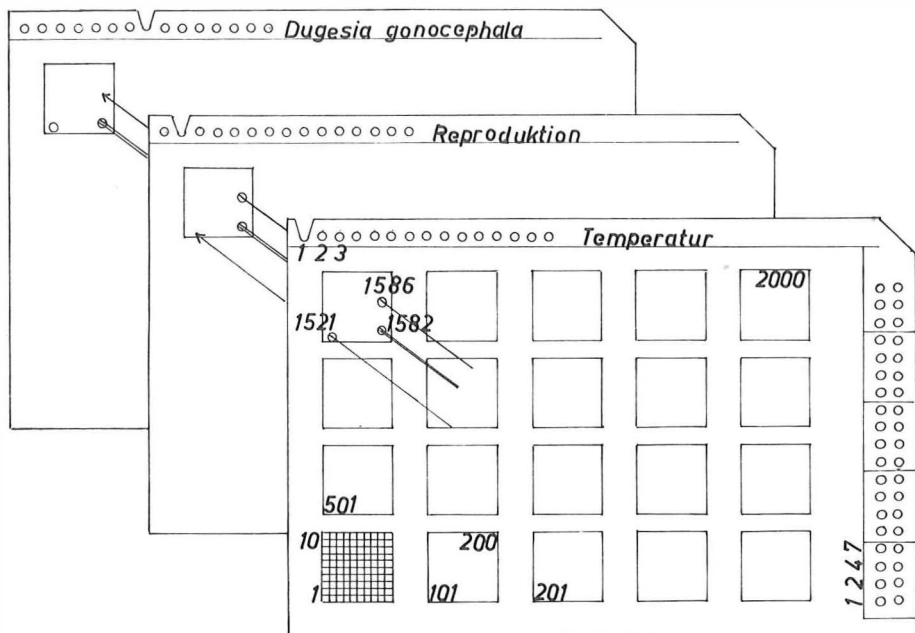 Dugesia gonocephala
Reproduktion
Temperatur
1 2 3
1586
2000
1521
1582
501
10
200
1
101
201
1 2 4 7